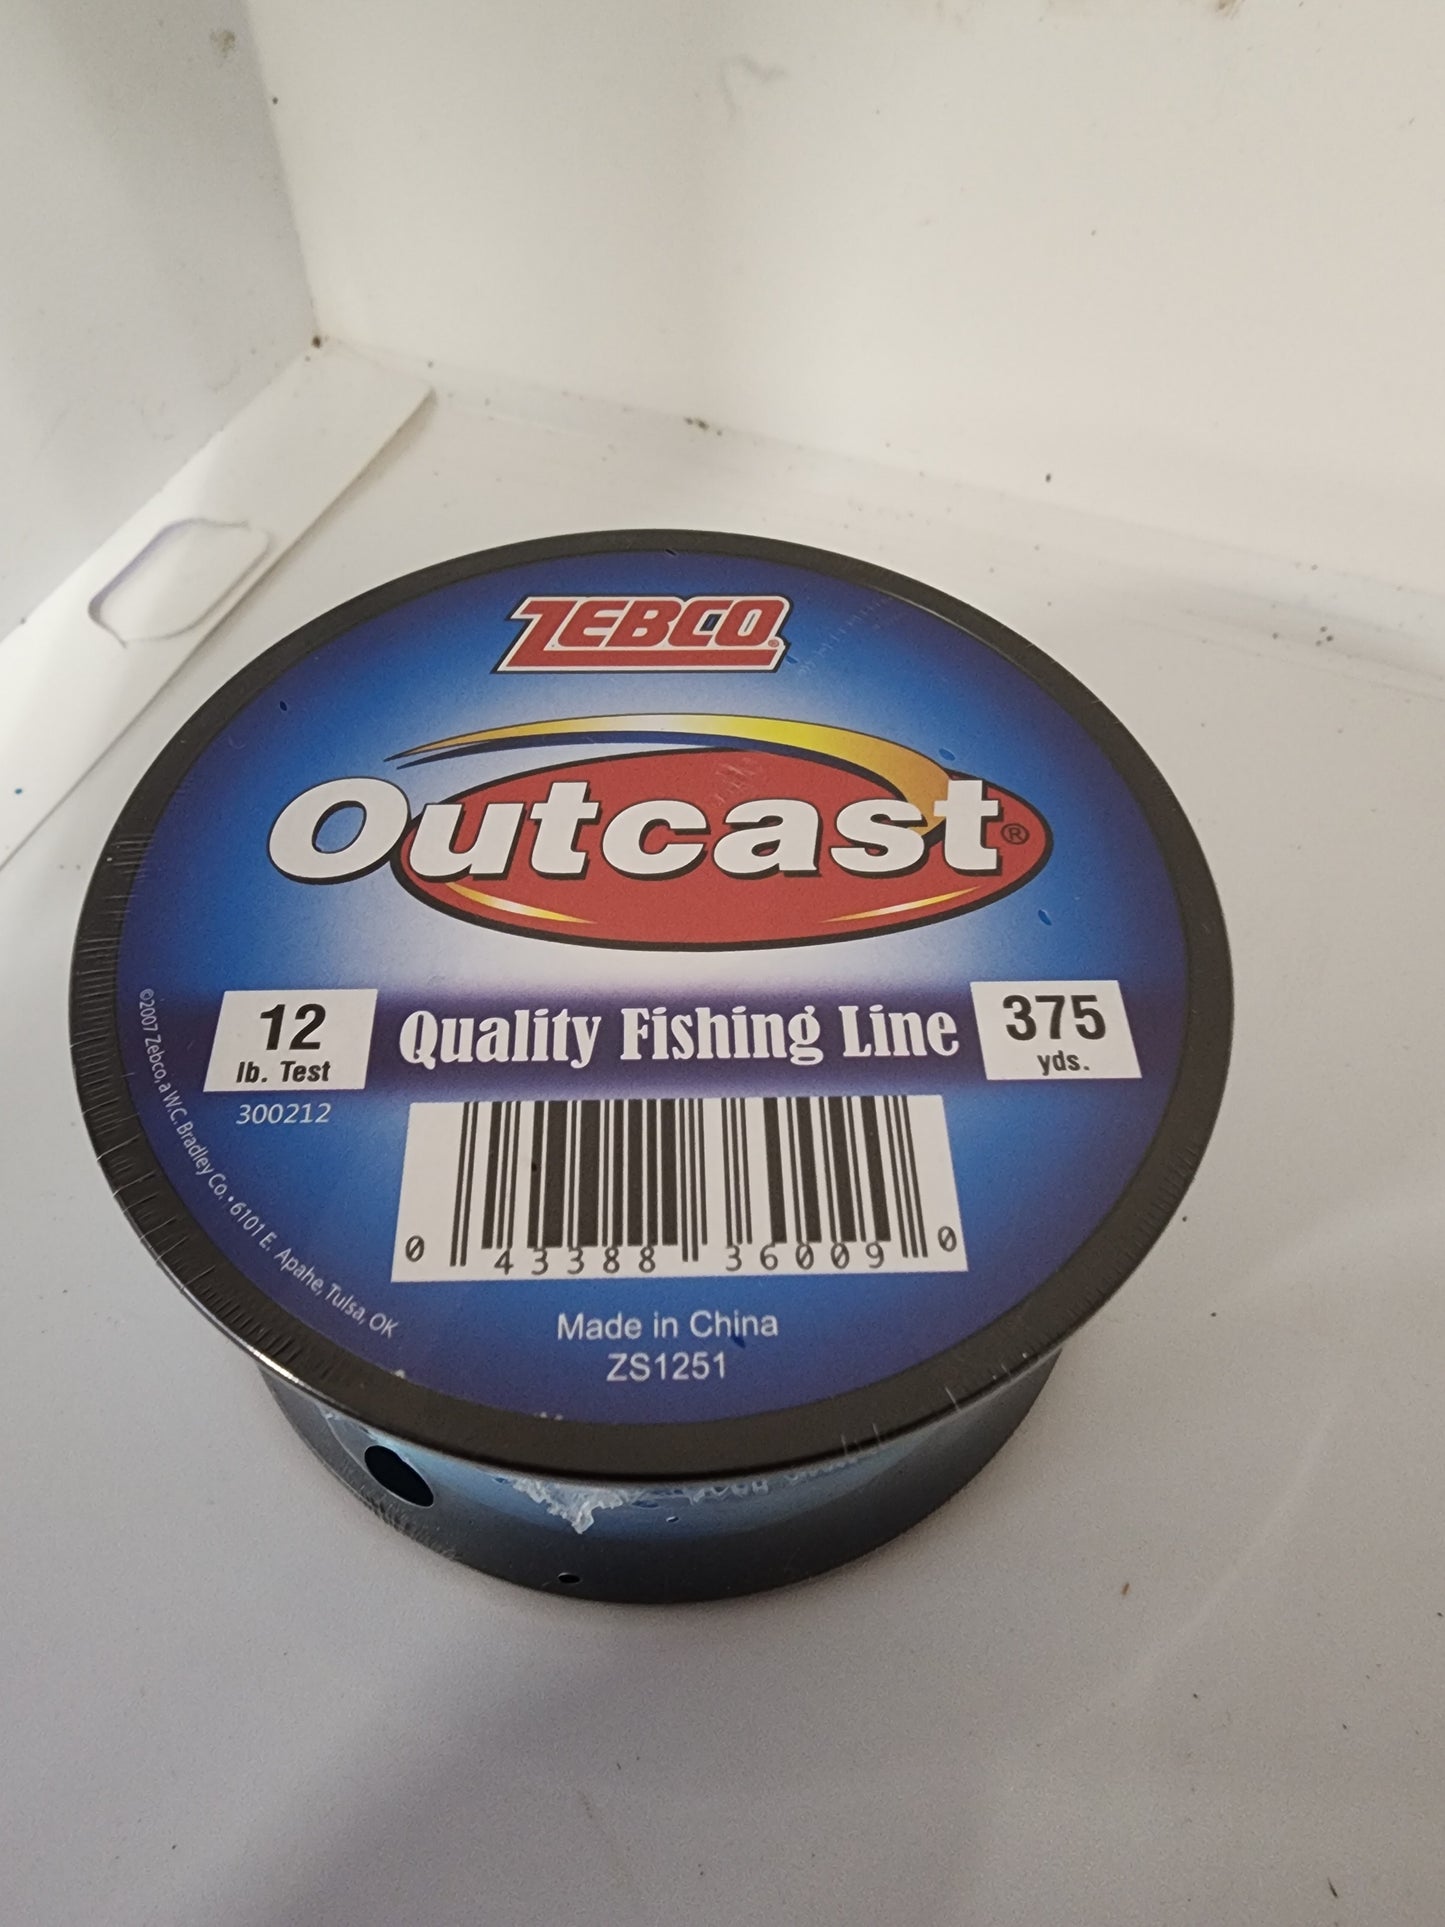 ZEBCO®
Outcast®
12
lb. Test
Quality Fishing Line
375
yds.
300212
©2007 Zebco, a W.C. Bradley Co. • 6101 E. Apahe, Tulsa, OK
0 43388 36009 0
Made in China
ZS1251